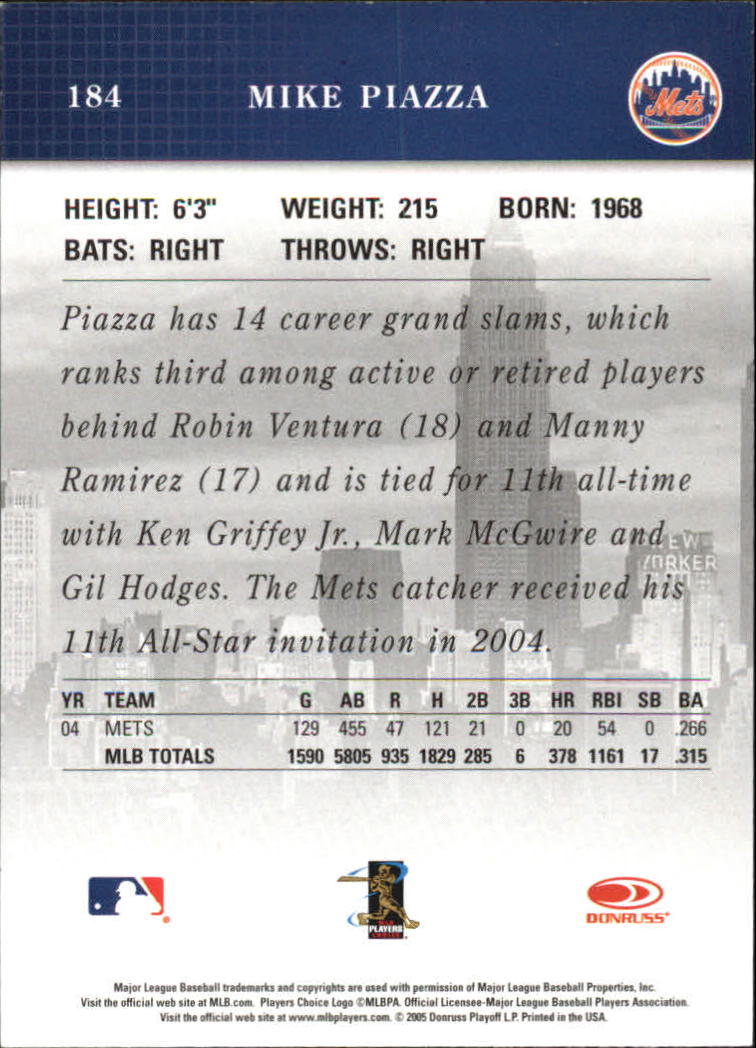 184 MIKE PIAZZA Mets
HEIGHT: 6'3" WEIGHT: 215 BORN: 1968
BATS: RIGHT THROWS: RIGHT
Piazza has 14 career grand slams, which
ranks third among active or retired players
behind Robin Ventura (18) and Manny
Ramirez (17) and is tied for 11th all-time
with Ken Griffey Jr., Mark McGwire and
NEW
YORKER
Gil Hodges. The Mets catcher received his
11th All-Star invitation in 2004.
YR TEAM G AB R H 2B 3B HR RBI SB BA
04 METS 129 455 47 121 21 0 20 54 0 .266
MLB TOTALS 1590 5805 935 1829 285 6 378 1161 17 .315
PLAYERS
CHOICE
DONRUSS
Major League Baseball trademarks and copyrights are used with permission of Major League Baseball Properties, Inc.
Visit the official web site at MLB.com. Players Choice Logo ©MLBPA. Official Licensee-Major League Baseball Players Association.
Visit the official web site at www.mlbplayers.com. © 2005 Donruss Playoff L.P. Printed in the USA.